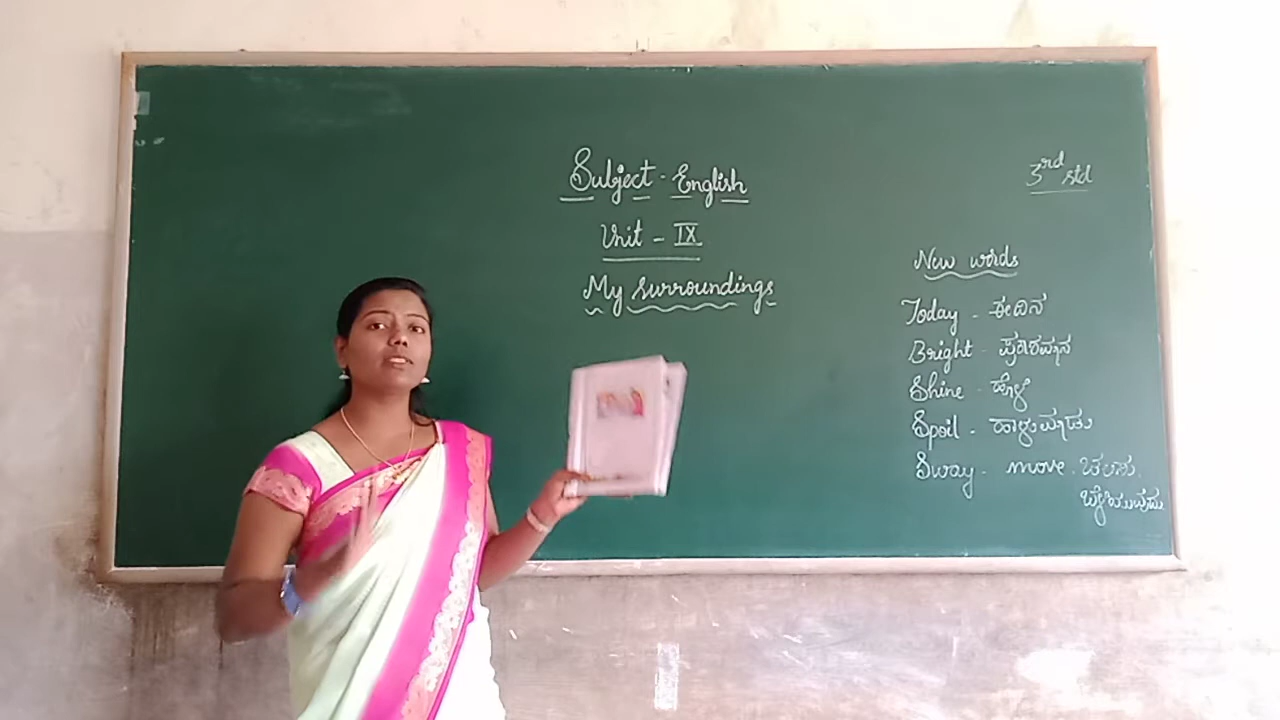 Subject - English
Unit - IX
My surroundings
3rd std
New words
Today - ಈದಿನ
Bright - ಪ್ರಕಾಶಮಾನ
Shine - ಹೊಳೆ
Spoil - ಹಾಳುಮಾಡು
Sway - move. ಚಲಿಸು.